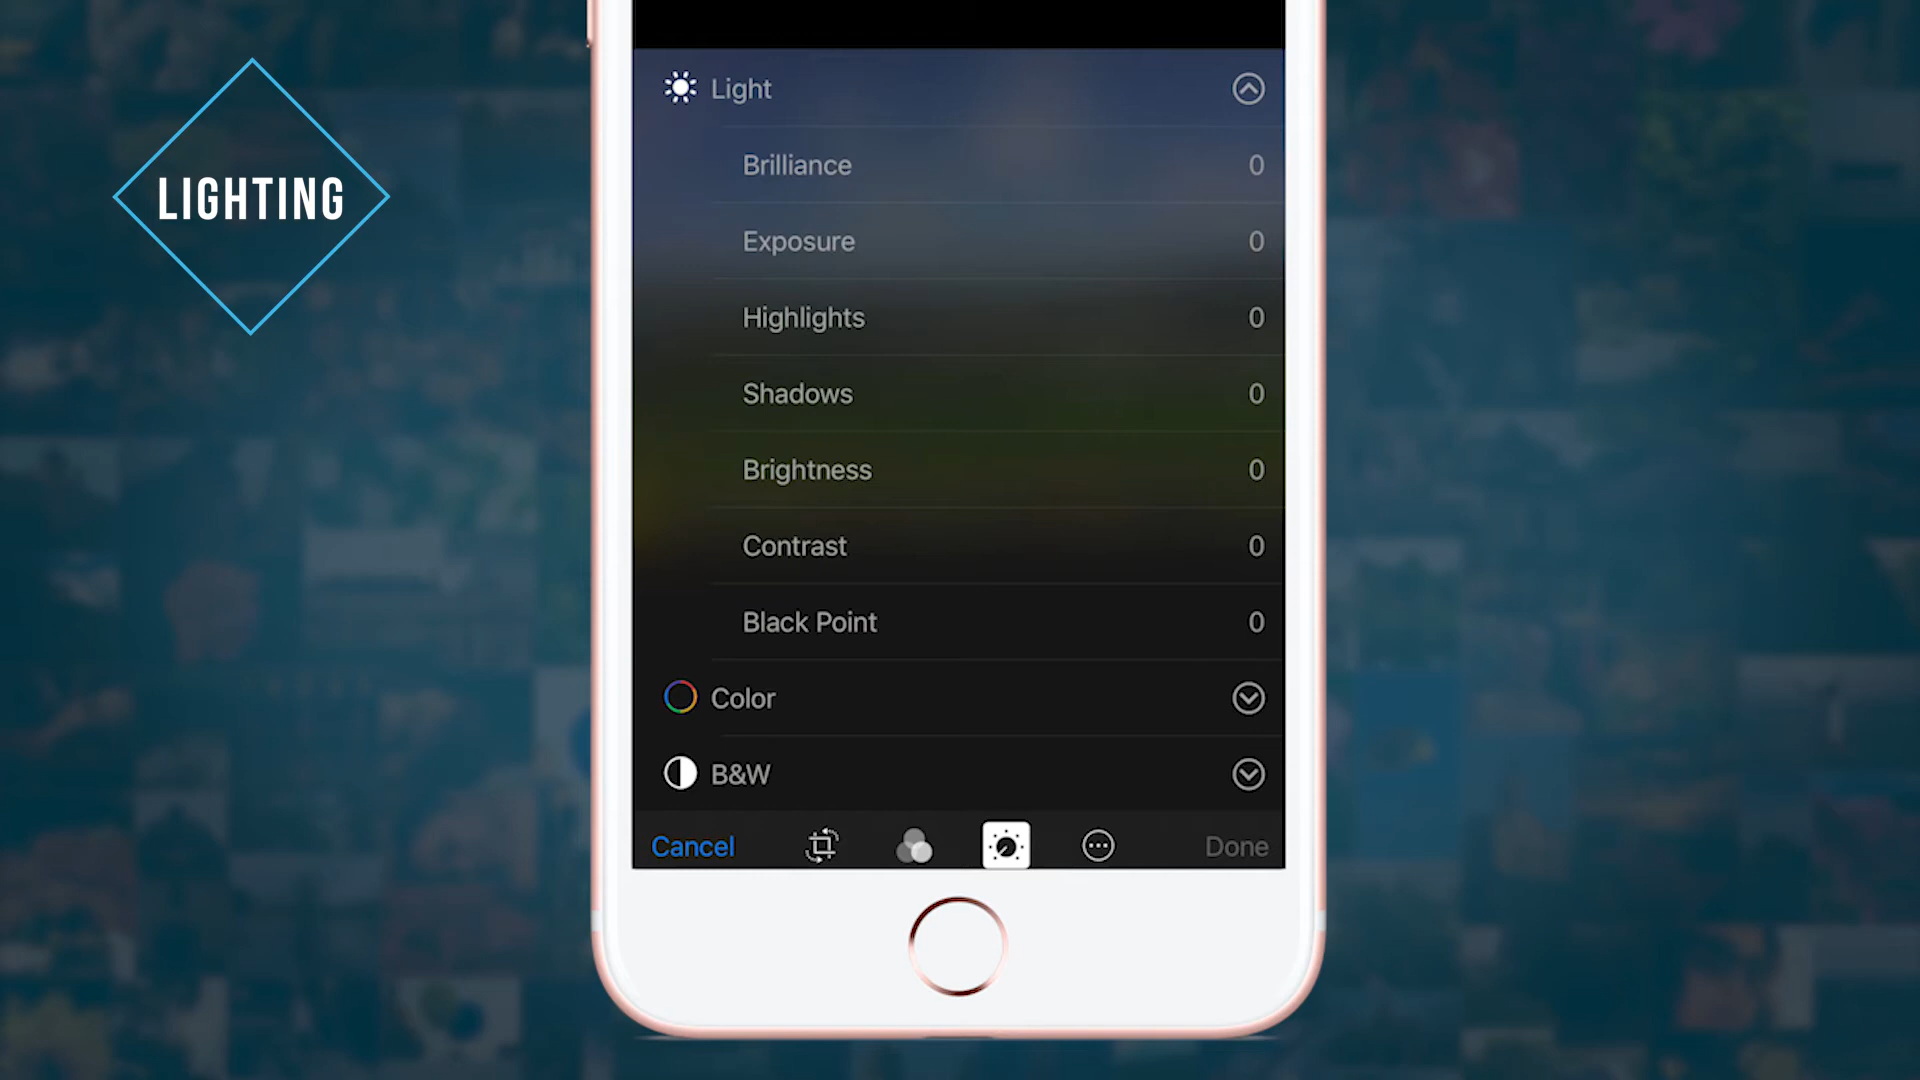 LIGHTING
Light
Brilliance 0
Exposure 0
Highlights 0
Shadows 0
Brightness 0
Contrast 0
Black Point 0
Color
B&W
Cancel Done